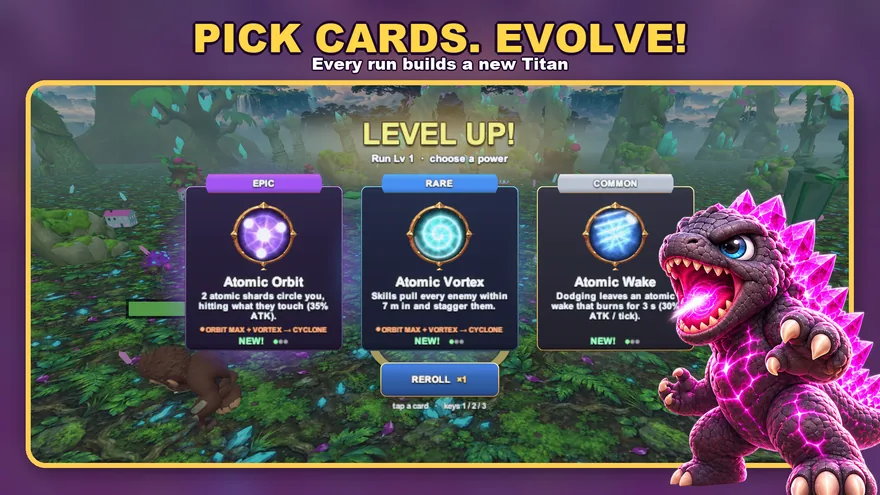 PICK CARDS. EVOLVE!
Every run builds a new Titan
LEVEL UP!
Run Lv 1 · choose a power
EPIC
Atomic Orbit
2 atomic shards circle you,
hitting what they touch (35%
ATK).
ORBIT MAX + VORTEX → CYCLONE
NEW!
RARE
Atomic Vortex
Skills pull every enemy within
7 m in and stagger them.
ORBIT MAX + VORTEX → CYCLONE
NEW!
COMMON
Atomic Wake
Dodging leaves an atomic
wake that burns for 3 s (30%
ATK / tick).
NEW!
REROLL ×1
tap a card · keys 1 / 2 / 3